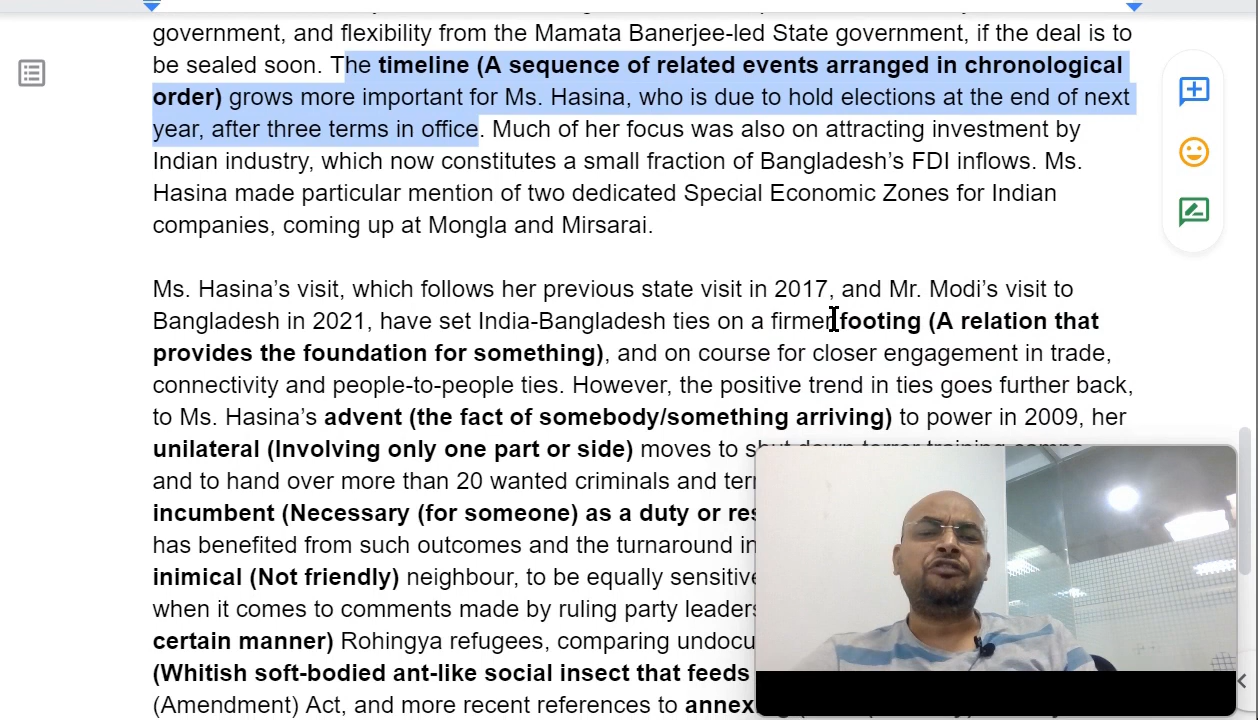 government, and flexibility from the Mamata Banerjee-led State government, if the deal is to
be sealed soon. The timeline (A sequence of related events arranged in chronological
order) grows more important for Ms. Hasina, who is due to hold elections at the end of next
year, after three terms in office. Much of her focus was also on attracting investment by
Indian industry, which now constitutes a small fraction of Bangladesh’s FDI inflows. Ms.
Hasina made particular mention of two dedicated Special Economic Zones for Indian
companies, coming up at Mongla and Mirsarai.
Ms. Hasina’s visit, which follows her previous state visit in 2017, and Mr. Modi’s visit to
Bangladesh in 2021, have set India-Bangladesh ties on a firmer footing (A relation that
provides the foundation for something), and on course for closer engagement in trade,
connectivity and people-to-people ties. However, the positive trend in ties goes further back,
to Ms. Hasina’s advent (the fact of somebody/something arriving) to power in 2009, her
unilateral (Involving only one part or side) moves to shut down terror training camps
and to hand over more than 20 wanted criminals and
incumbent (Necessary (for someone) as a duty or
has benefited from such outcomes and the turnaround in
inimical (Not friendly) neighbour, to be equally sensitive
when it comes to comments made by ruling party leaders
certain manner) Rohingya refugees, comparing
(Whitish soft-bodied ant-like social insect that feeds
(Amendment) Act, and more recent references to